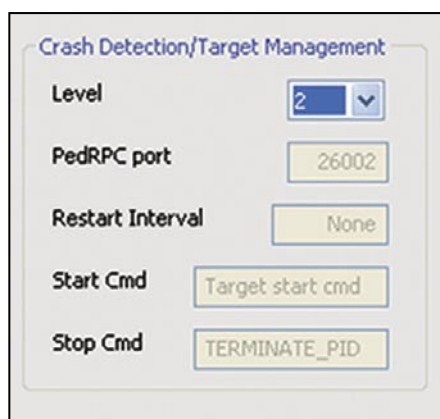 Crash Detection/Target Management
Level 2
PedRPC port 26002
Restart Interval None
Start Cmd Target start cmd
Stop Cmd TERMINATE_PID